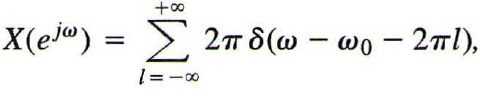 X(e^{jω}) = \sum_{l=-∞}^{+∞} 2π δ(ω − ω_0 − 2πl),